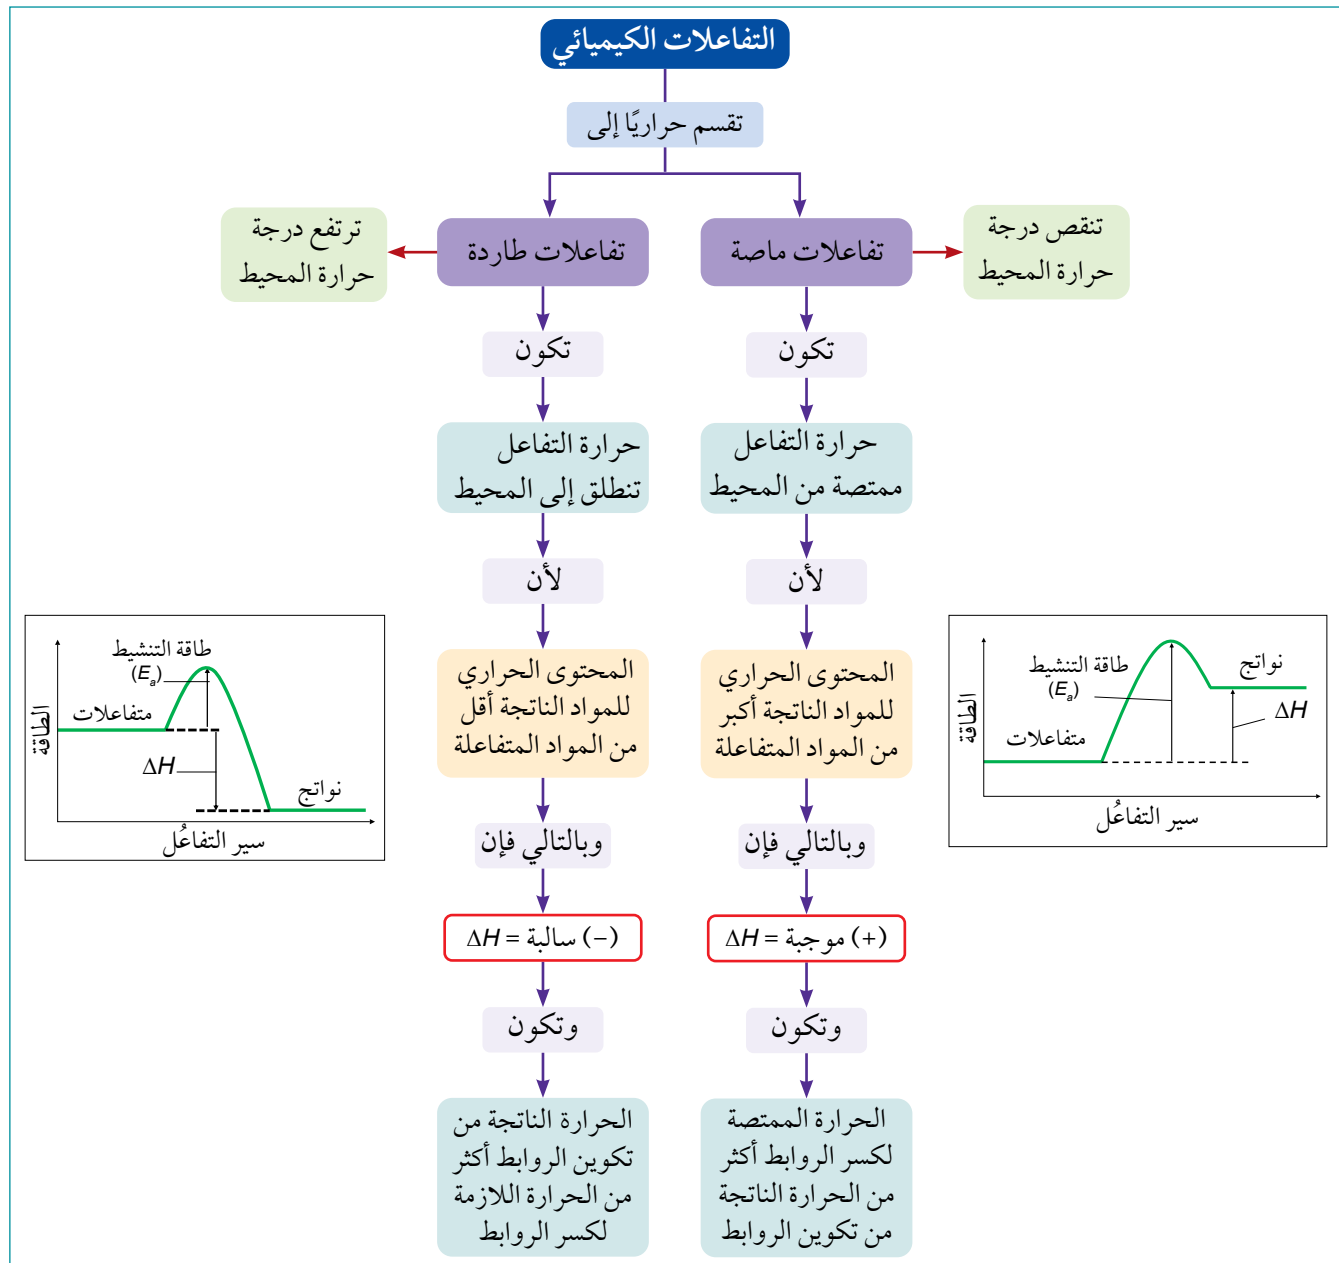 التفاعلات الكيميائي
تقسم حراريًا إلى
تنقص درجة
حرارة المحيط
تفاعلات ماصة
تفاعلات طاردة
ترتفع درجة
حرارة المحيط
تكون
تكون
حرارة التفاعل
ممتصة من المحيط
حرارة التفاعل
تنطلق إلى المحيط
لأن
لأن
المحتوى الحراري
للمواد الناتجة أكبر
من المواد المتفاعلة
المحتوى الحراري
للمواد الناتجة أقل
من المواد المتفاعلة
الطاقة
طاقة التنشيط
(Ea)
نواتج
ΔH
متفاعلات
سير التفاعُل
الطاقة
طاقة التنشيط
(Ea)
متفاعلات
ΔH
نواتج
سير التفاعُل
وبالتالي فإن
وبالتالي فإن
ΔH = موجبة (+)
ΔH = سالبة (−)
وتكون
وتكون
الحرارة الممتصة
لكسر الروابط أكثر
من الحرارة الناتجة
من تكوين الروابط
الحرارة الناتجة من
تكوين الروابط أكثر
من الحرارة اللازمة
لكسر الروابط